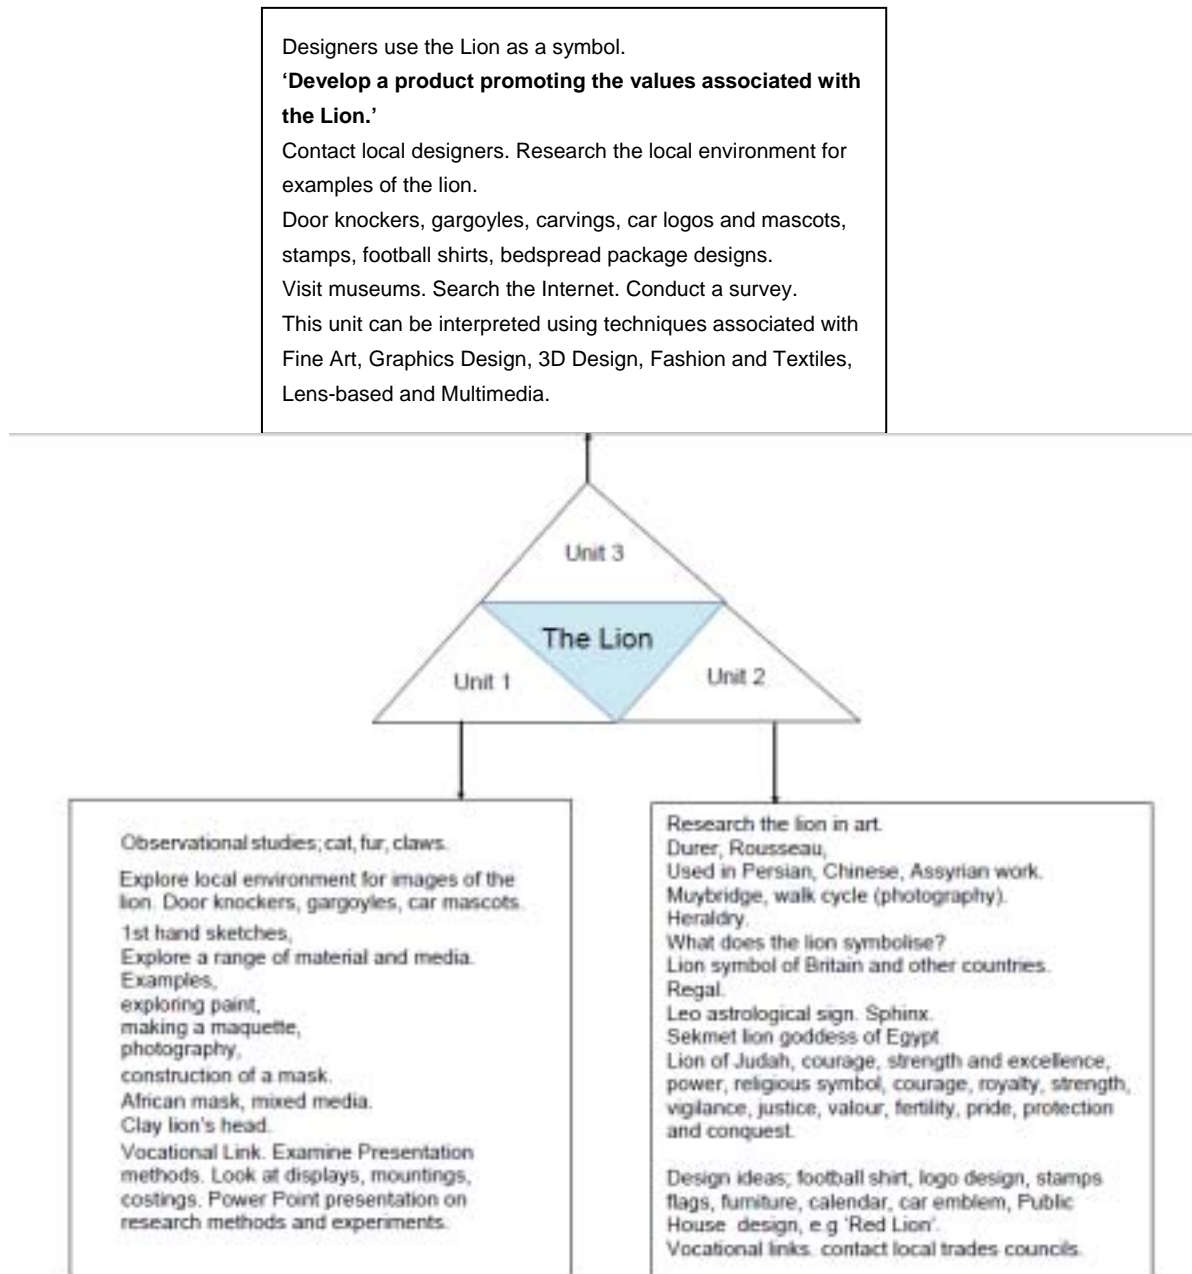 Designers use the Lion as a symbol.
‘Develop a product promoting the values associated with
the Lion.’
Contact local designers. Research the local environment for
examples of the lion.
Door knockers, gargoyles, carvings, car logos and mascots,
stamps, football shirts, bedspread package designs.
Visit museums. Search the Internet. Conduct a survey.
This unit can be interpreted using techniques associated with
Fine Art, Graphics Design, 3D Design, Fashion and Textiles,
Lens-based and Multimedia.
Unit 3
The Lion
Unit 1
Unit 2
Observational studies; cat, fur, claws.
Explore local environment for images of the
lion. Door knockers, gargoyles, car mascots.
1st hand sketches,
Explore a range of material and media.
Examples,
exploring paint,
making a maquette,
photography,
construction of a mask.
African mask, mixed media.
Clay lion's head.
Vocational Link. Examine Presentation
methods. Look at displays, mountings,
costings. Power Point presentation on
research methods and experiments.
Research the lion in art.
Durer, Rousseau,
Used in Persian, Chinese, Assyrian work.
Muybridge, walk cycle (photography).
Heraldry.
What does the lion symbolise?
Lion symbol of Britain and other countries.
Regal.
Leo astrological sign. Sphinx.
Sekmet lion goddess of Egypt
Lion of Judah, courage, strength and excellence,
power, religious symbol, courage, royalty, strength,
vigilance, justice, valour, fertility, pride, protection
and conquest.
Design ideas; football shirt, logo design, stamps
flags, furniture, calendar, car emblem, Public
House design, e.g 'Red Lion'.
Vocational links. contact local trades councils.